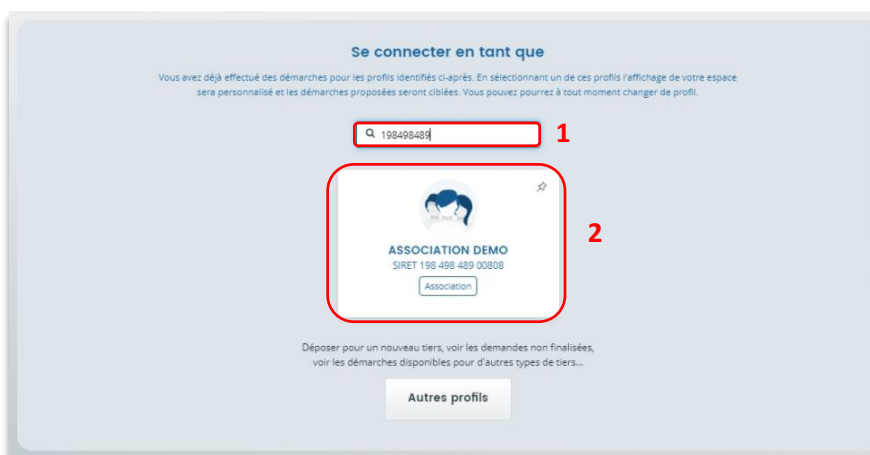 Se connecter en tant que
Vous avez déjà effectué des démarches pour les profils identifiés ci-après. En sélectionnant un de ces profils l'affichage de votre espace
sera personnalisé et les démarches proposées seront ciblées. Vous pouvez pourrez à tout moment changer de profil.
198498489
1
2
ASSOCIATION DEMO
SIRET 198 498 489 00808
Association
Déposer pour un nouveau tiers, voir les demandes non finalisées,
voir les démarches disponibles pour d'autres types de tiers...
Autres profils